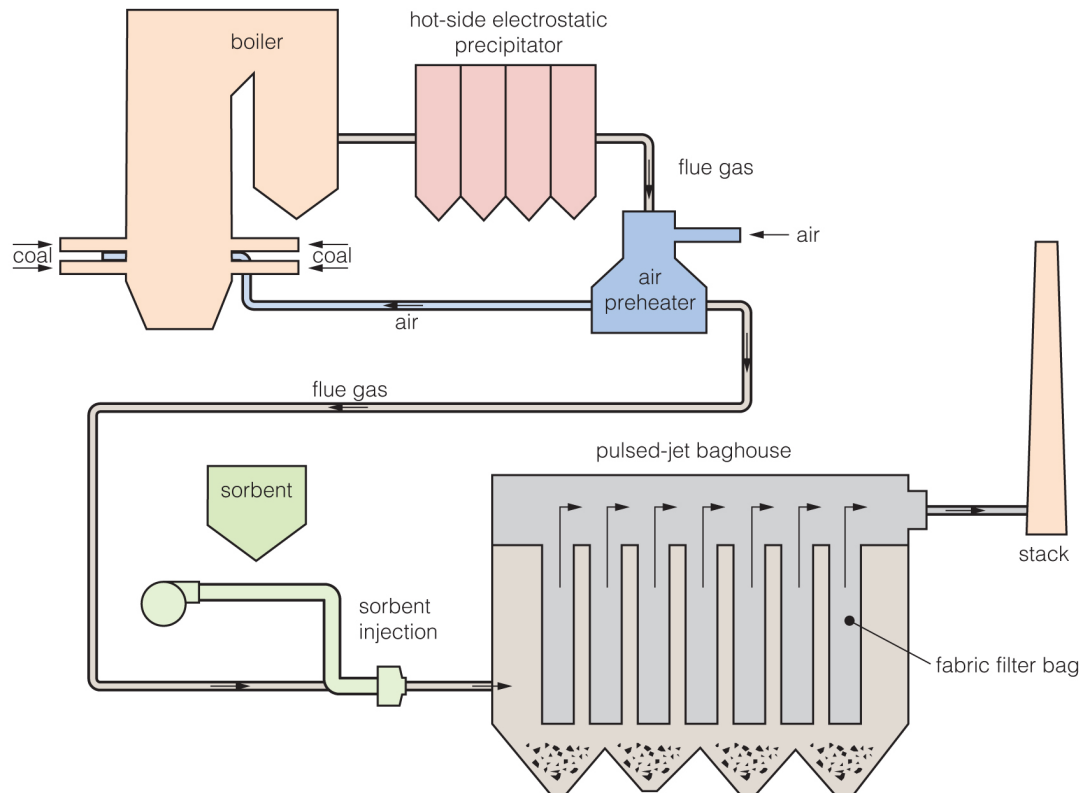 hot-side electrostatic
precipitator
boiler
flue gas
coal
coal
air
air
preheater
air
flue gas
pulsed-jet baghouse
sorbent
stack
sorbent
injection
fabric filter bag